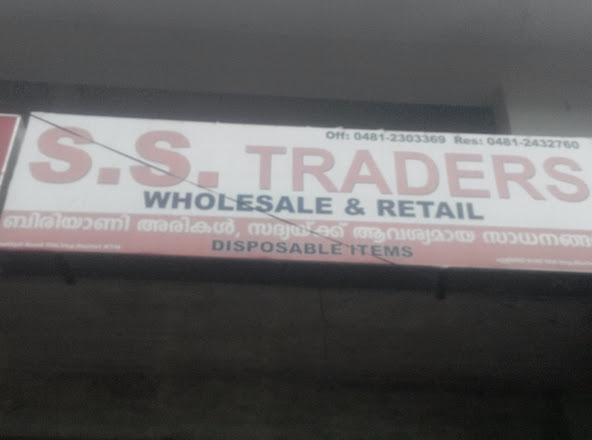 Off: 0481-2303369 Res: 0481-2432760
S.S. TRADERS
WHOLESALE & RETAIL
ബിരിയാണി അരികൾ, സദ്യയ്ക്ക് ആവശ്യമായ സാധനങ്ങ
DISPOSABLE ITEMS